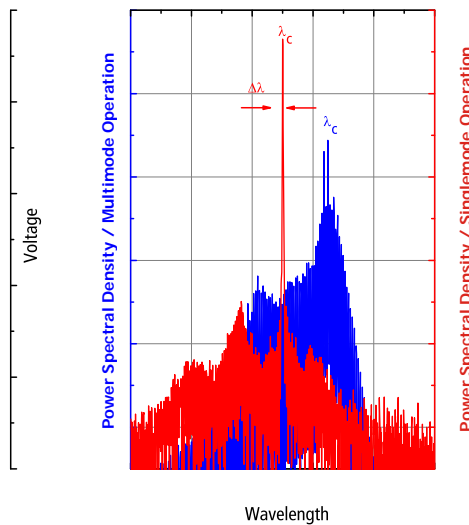 Voltage
Power Spectral Density / Multimode Operation
λC
Δλ
λC
Power Spectral Density / Singlemode Operation
Wavelength